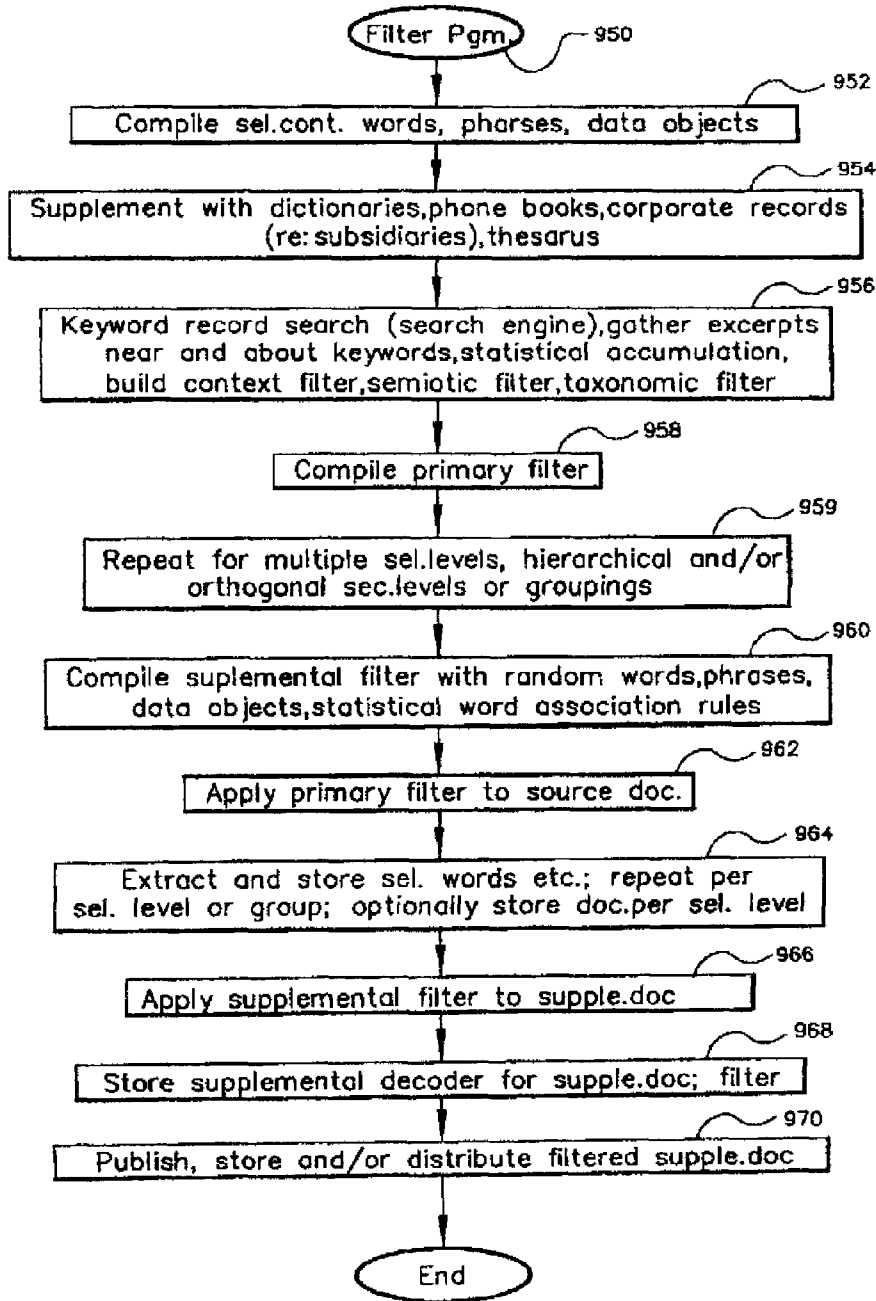 Filter Pgm
950
952
Compile sel.cont. words, pharses, data objects
954
Supplement with dictionaries,phone books,corporate records
(re:subsidiaries),thesarus
956
Keyword record search (search engine),gather excerpts
near and about keywords,statistical accumulation,
build context filter,semiotic filter,taxonomic filter
958
Compile primary filter
959
Repeat for multiple sel.levels, hierarchical and/or
orthogonal sec.levels or groupings
960
Compile suplemental filter with random words,phrases,
data objects,statistical word association rules
962
Apply primary filter to source doc.
964
Extract and store sel. words etc.; repeat per
sel. level or group; optionally store doc.per sel. level
966
Apply supplemental filter to supple.doc
968
Store supplemental decoder for supple.doc; filter
970
Publish, store and/or distribute filtered supple.doc
End